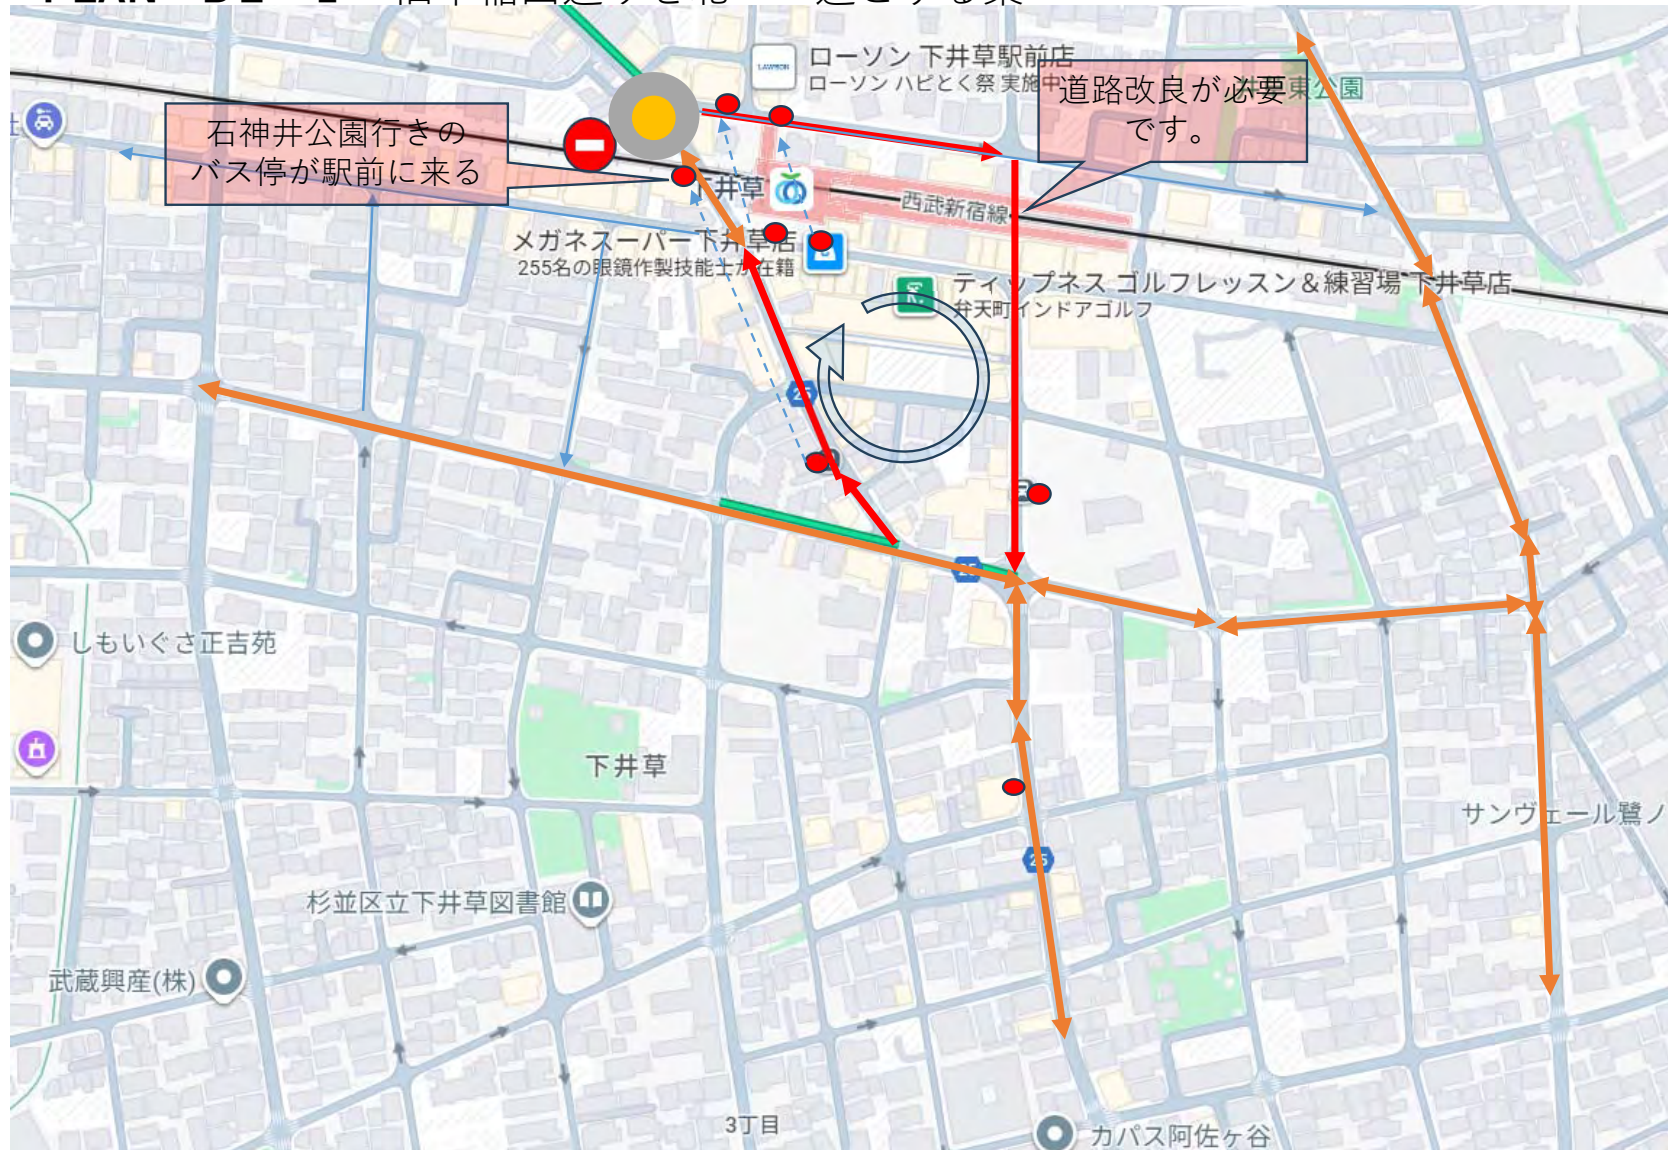 ローソン 下井草駅前店
ローソン ハピとく祭 実施中
LAWSON
道路改良が必要
です。
東公園
石神井公園行きの
バス停が駅前に来る
下井草
西武新宿線
メガネスーパー下井草店
255名の眼鏡作製技能士が在籍
ティップネス ゴルフレッスン＆練習場 下井草店
弁天町インドアゴルフ
25
25
しもいぐさ正吉苑
下井草
サンヴェール鷺ノ
25
杉並区立下井草図書館
武蔵興産(株)
3丁目
カパス阿佐ヶ谷